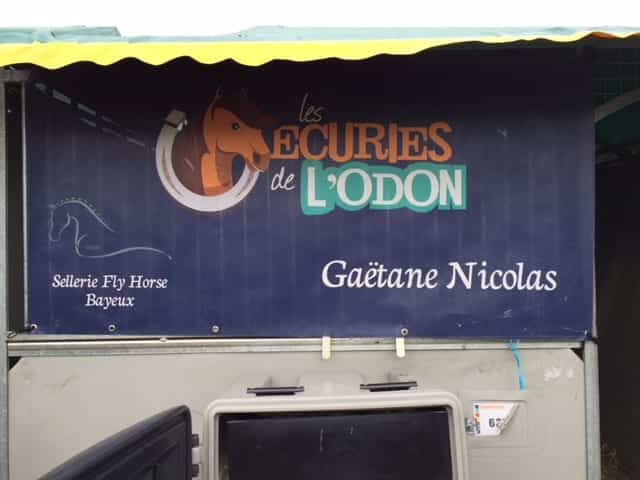 les
ECURIES
de L'ODON
Sellerie Fly Horse
Bayeux
Gaëtane Nicolas